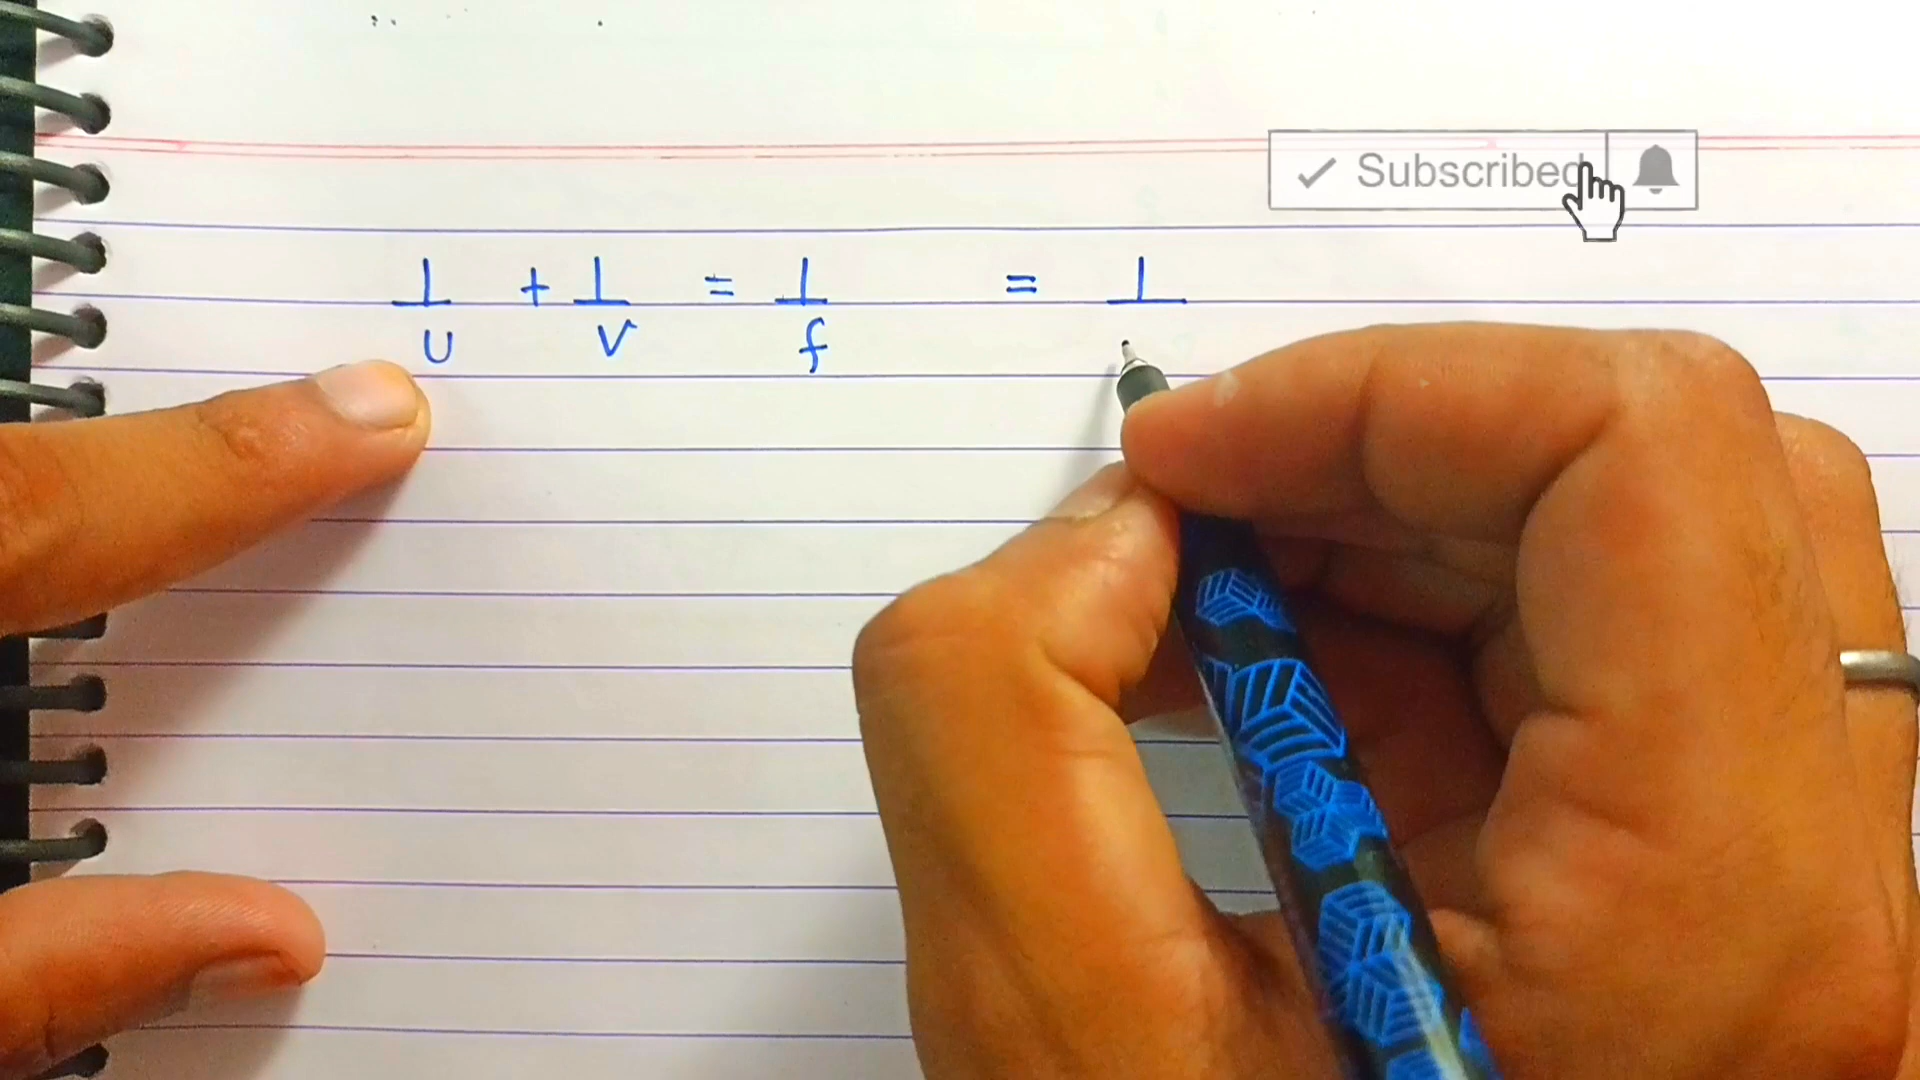 Subscribed
1/u + 1/v = 1/f = 1/